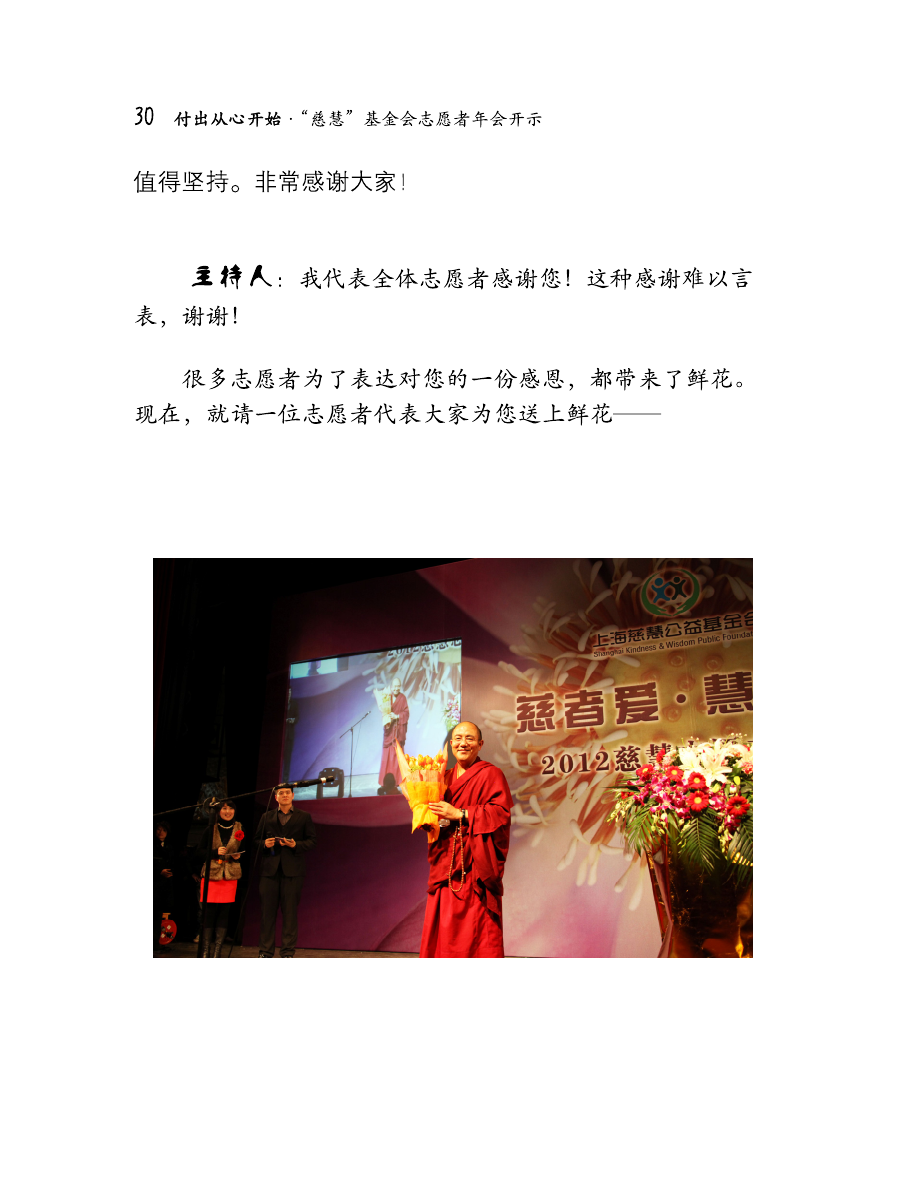 30 付出从心开始·“慈慧”基金会志愿者年会开示
值得坚持。非常感谢大家！
主持人：我代表全体志愿者感谢您！这种感谢难以言
表，谢谢！
很多志愿者为了表达对您的一份感恩，都带来了鲜花。
现在，就请一位志愿者代表大家为您送上鲜花——
上海慈慧公益基金会
Shanghai Kindness & Wisdom Public Foundat
慈者爱·慧
2012慈慧